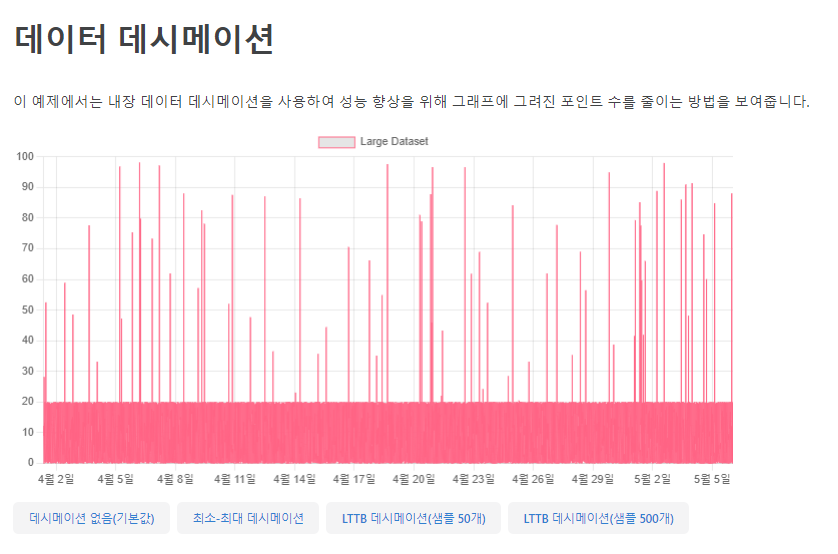 데이터 데시메이션
이 예제에서는 내장 데이터 데시메이션을 사용하여 성능 향상을 위해 그래프에 그려진 포인트 수를 줄이는 방법을 보여줍니다.
Large Dataset
100
90
80
70
60
50
40
30
20
10
0
4월 2일 4월 5일 4월 8일 4월 11일 4월 14일 4월 17일 4월 20일 4월 23일 4월 26일 4월 29일 5월 2일 5월 5일
데시메이션 없음(기본값) 최소-최대 데시메이션 LTTB 데시메이션(샘플 50개) LTTB 데시메이션(샘플 500개)